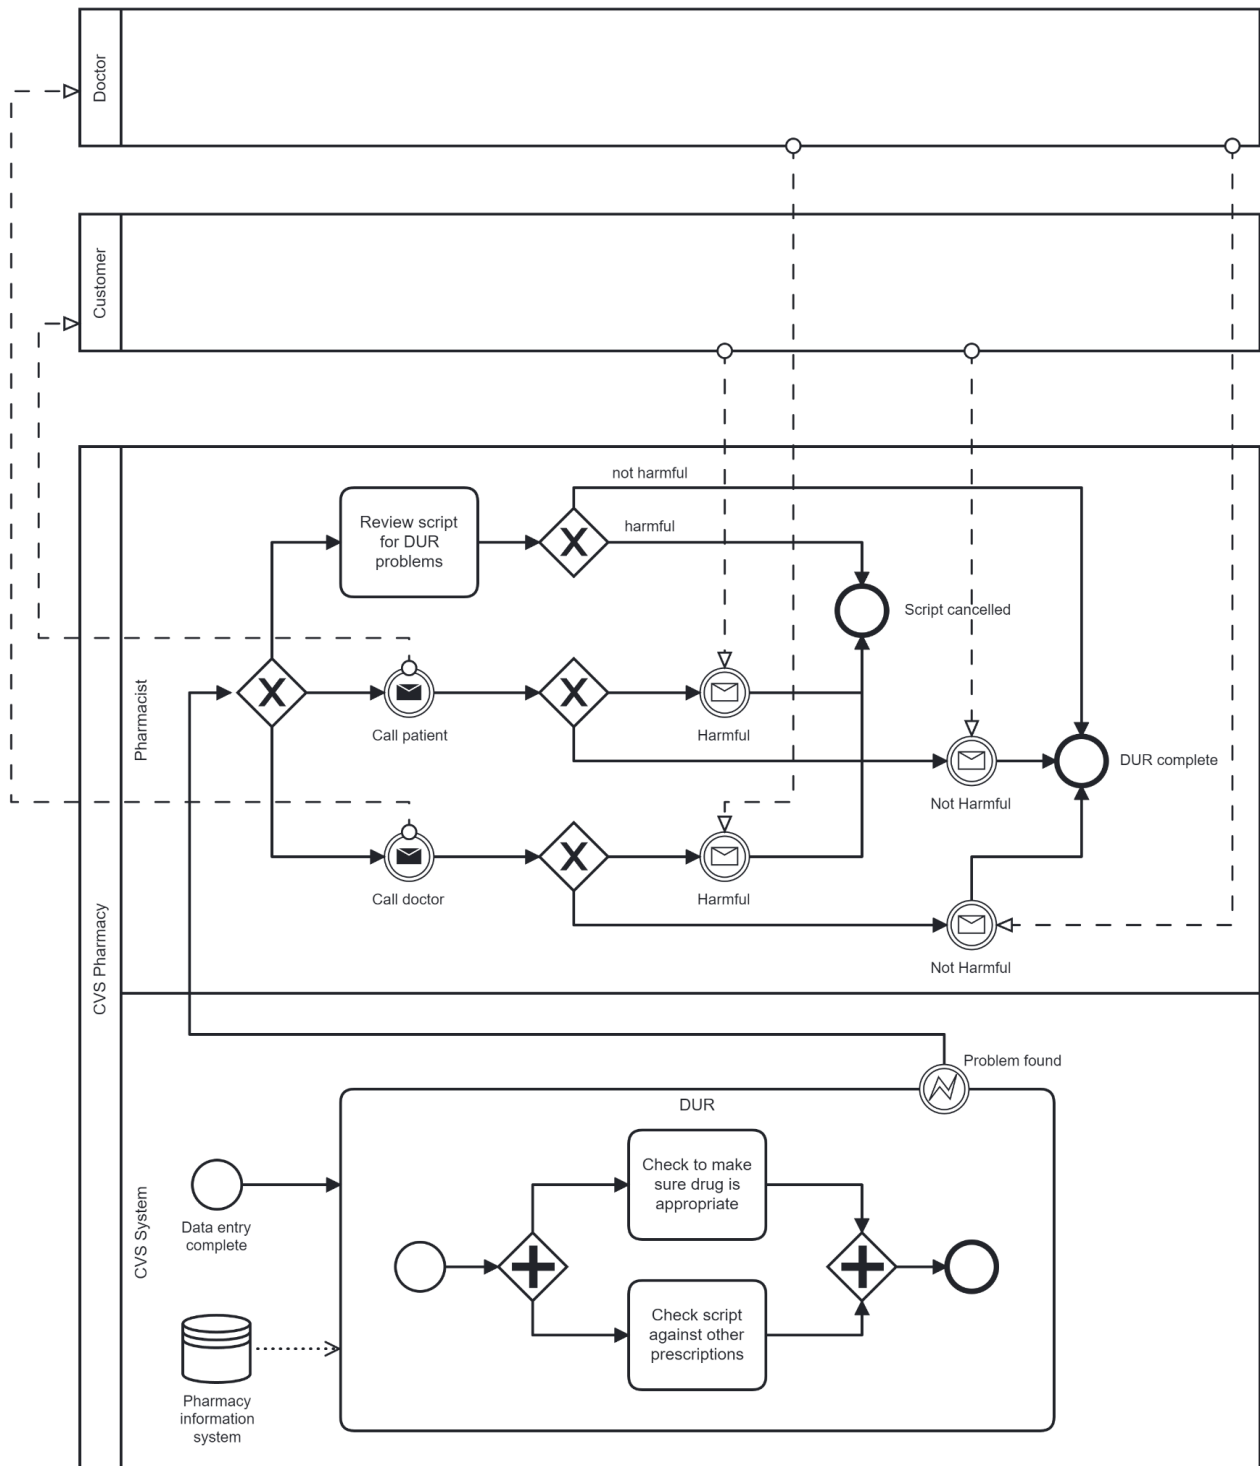 Doctor
Customer
CVS Pharmacy
Pharmacist
not harmful
Review script
for DUR
problems
harmful
Script cancelled
Call patient
Harmful
DUR complete
Not Harmful
Call doctor
Harmful
Not Harmful
CVS System
Problem found
DUR
Check to make
sure drug is
appropriate
Data entry
complete
Check script
against other
prescriptions
Pharmacy
information
system